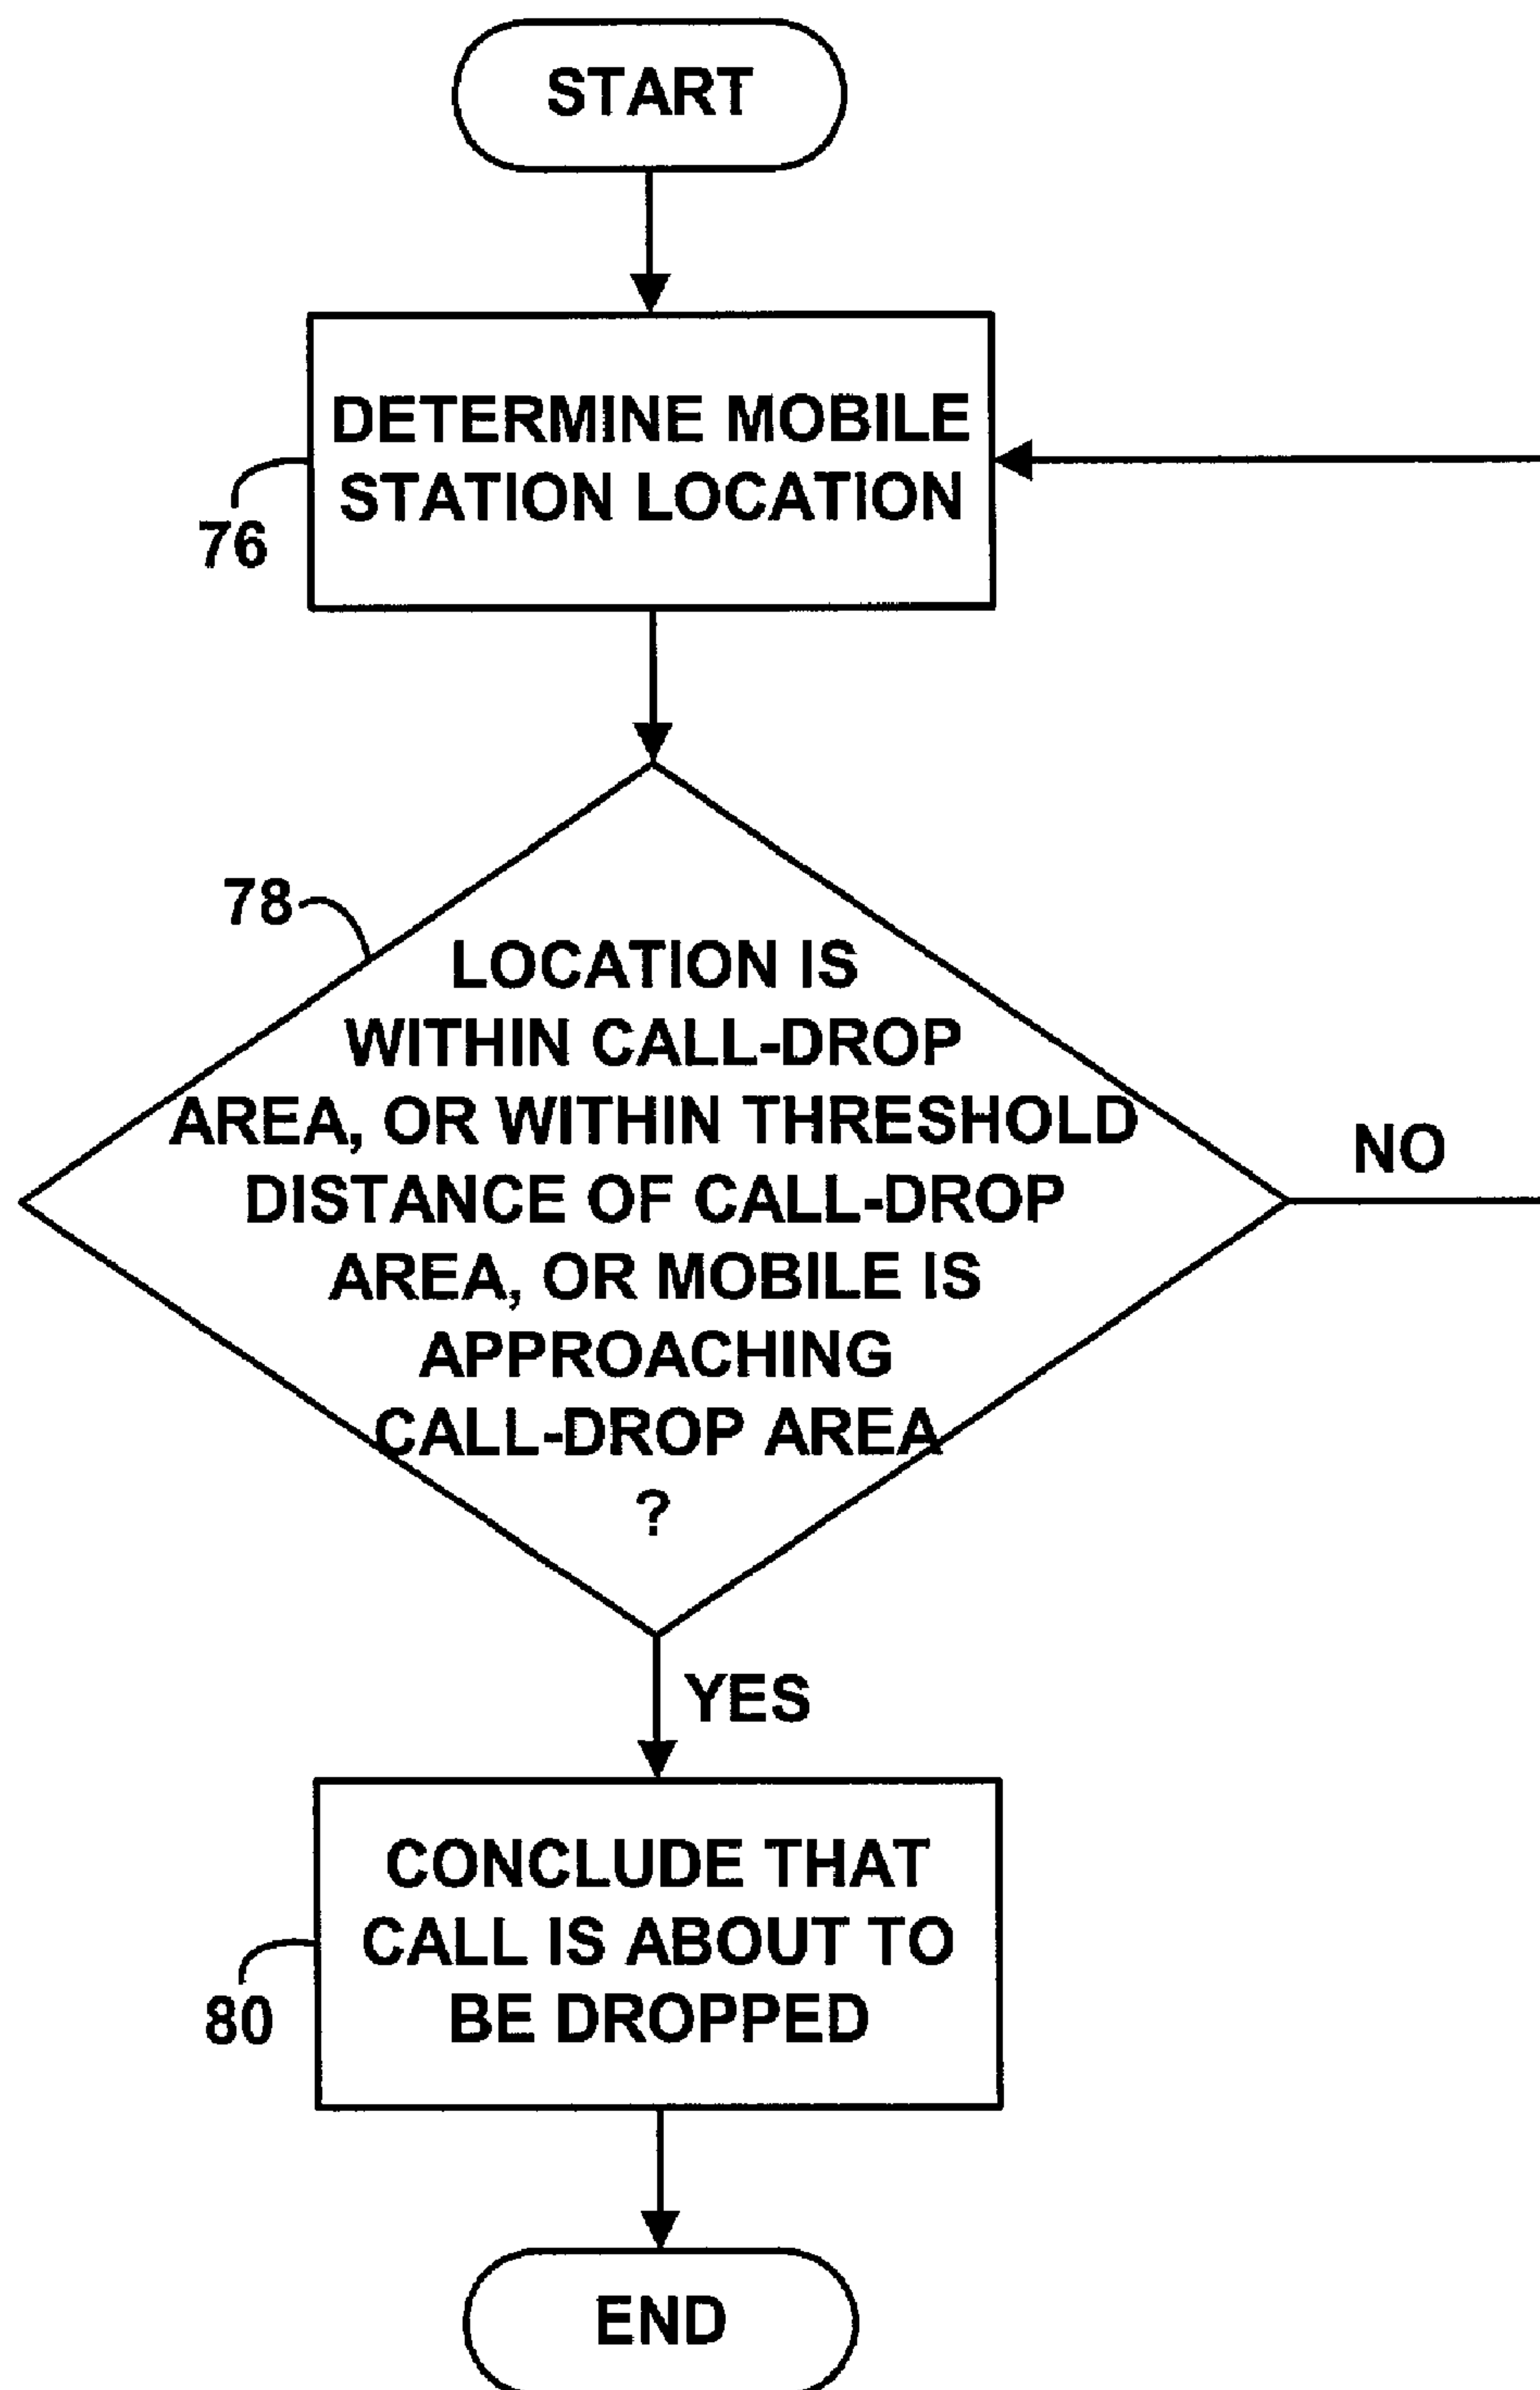 START
DETERMINE MOBILE
STATION LOCATION
76
78
LOCATION IS
WITHIN CALL-DROP
AREA, OR WITHIN THRESHOLD
DISTANCE OF CALL-DROP
AREA, OR MOBILE IS
APPROACHING
CALL-DROP AREA
?
NO
YES
CONCLUDE THAT
CALL IS ABOUT TO
BE DROPPED
80
END